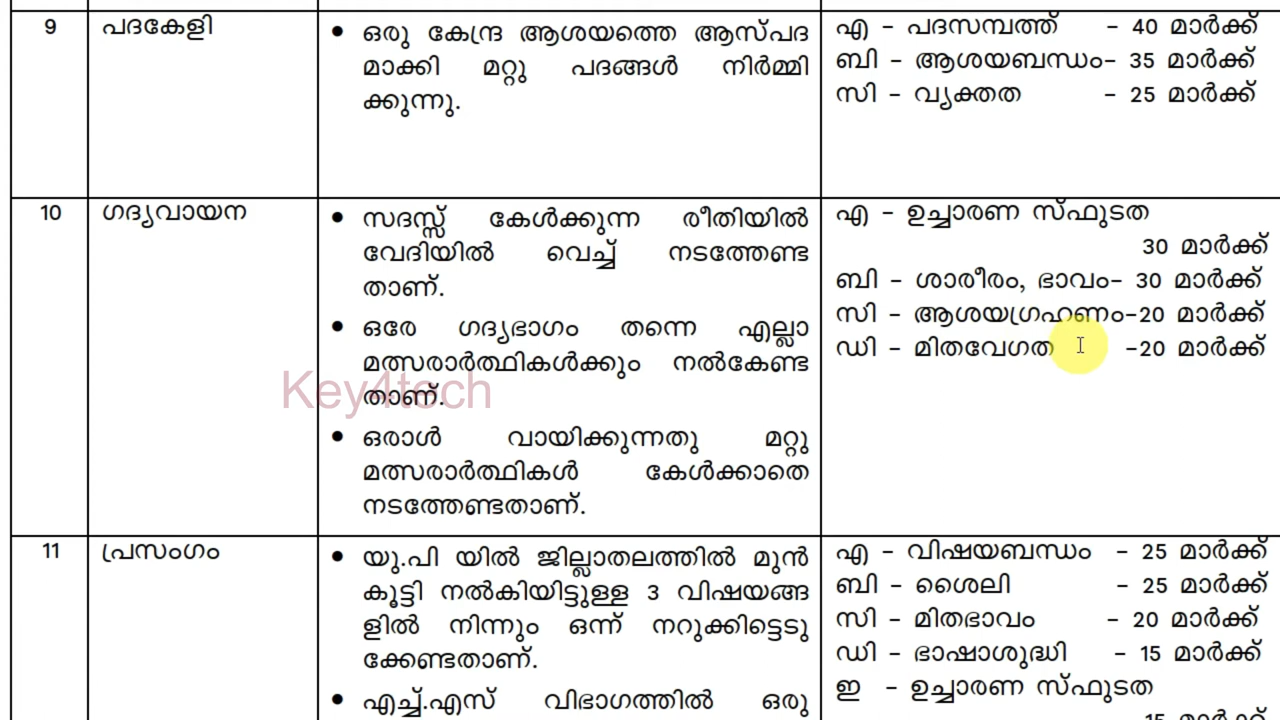 9
പദകേളി
● ഒരു കേന്ദ്ര ആശയത്തെ ആസ്പദ
മാക്കി മറ്റു പദങ്ങൾ നിർമ്മി
ക്കുന്നു.
എ – പദസമ്പത്ത് – 40 മാർക്ക്
ബി – ആശയബന്ധം– 35 മാർക്ക്
സി – വ്യക്തത – 25 മാർക്ക്
10
ഗദ്യവായന
● സദസ്സ് കേൾക്കുന്ന രീതിയിൽ
വേദിയിൽ വെച്ച് നടത്തേണ്ട
താണ്.
● ഒരേ ഗദ്യഭാഗം തന്നെ എല്ലാ
മത്സരാർത്ഥികൾക്കും നൽകേണ്ട
താണ്.
● ഒരാൾ വായിക്കുന്നതു മറ്റു
മത്സരാർത്ഥികൾ കേൾക്കാതെ
നടത്തേണ്ടതാണ്.
എ – ഉച്ചാരണ സ്ഫുടത
30 മാർക്ക്
ബി – ശാരീരം, ഭാവം– 30 മാർക്ക്
സി – ആശയഗ്രഹണം–20 മാർക്ക്
ഡി – മിതവേഗത –20 മാർക്ക്
Key4tech
11
പ്രസംഗം
● യു.പി യിൽ ജില്ലാതലത്തിൽ മുൻ
കൂട്ടി നൽകിയിട്ടുള്ള 3 വിഷയങ്ങ
ളിൽ നിന്നും ഒന്ന് നറുക്കിട്ടെടു
ക്കേണ്ടതാണ്.
● എച്ച്.എസ് വിഭാഗത്തിൽ ഒരു
എ – വിഷയബന്ധം – 25 മാർക്ക്
ബി – ശൈലി – 25 മാർക്ക്
സി – മിതഭാവം – 20 മാർക്ക്
ഡി – ഭാഷാശുദ്ധി – 15 മാർക്ക്
ഇ – ഉച്ചാരണ സ്ഫുടത
15 മാർക്ക്